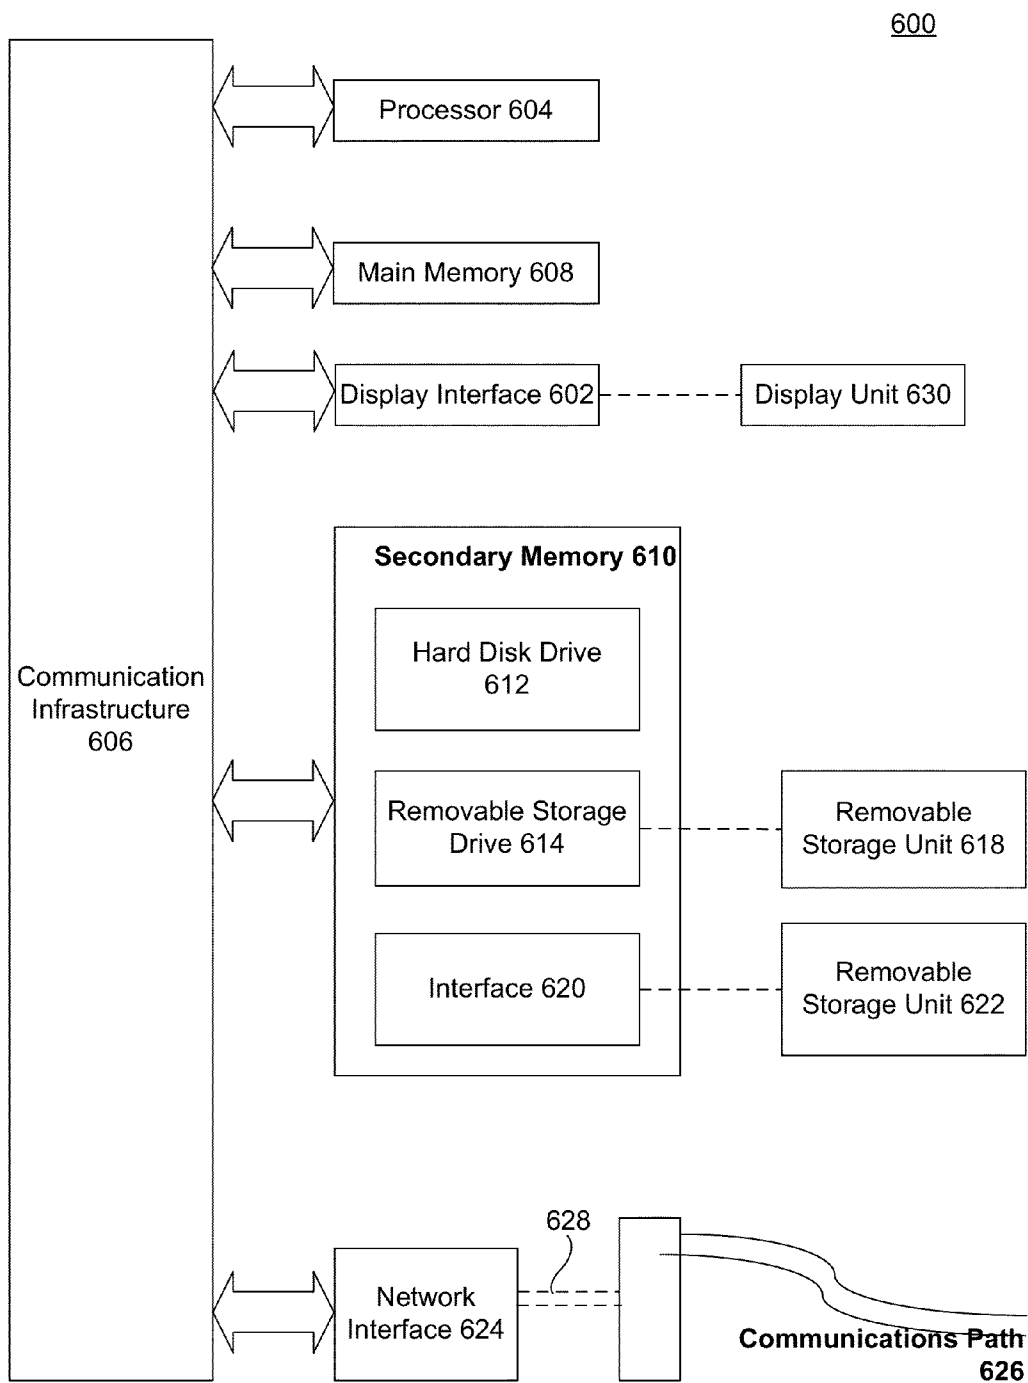 600
Processor 604
Main Memory 608
Display Interface 602
Display Unit 630
Secondary Memory 610
Hard Disk Drive
612
Communication
Infrastructure
606
Removable Storage
Drive 614
Removable
Storage Unit 618
Interface 620
Removable
Storage Unit 622
628
Network
Interface 624
Communications Path
626